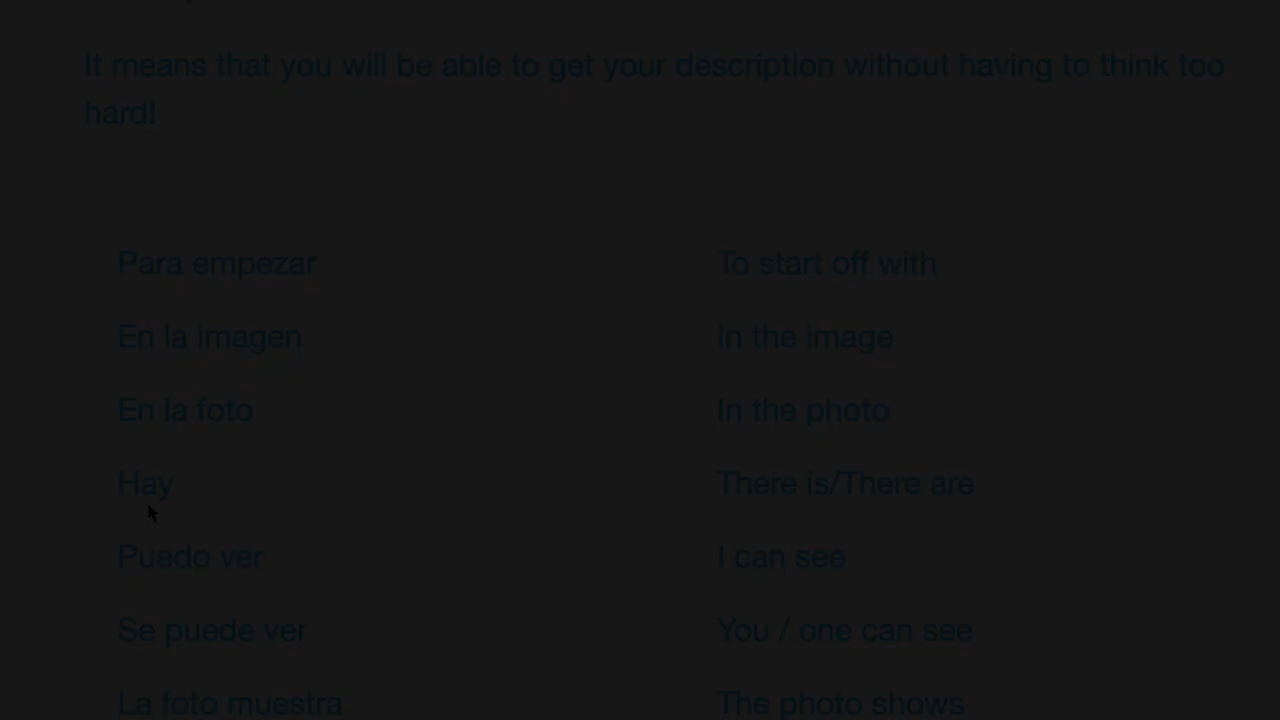 It means that you will be able to get your description without having to think too
hard!
Para empezar To start off with
En la imagen In the image
En la foto In the photo
Hay There is/There are
Puedo ver I can see
Se puede ver You / one can see
La foto muestra The photo shows